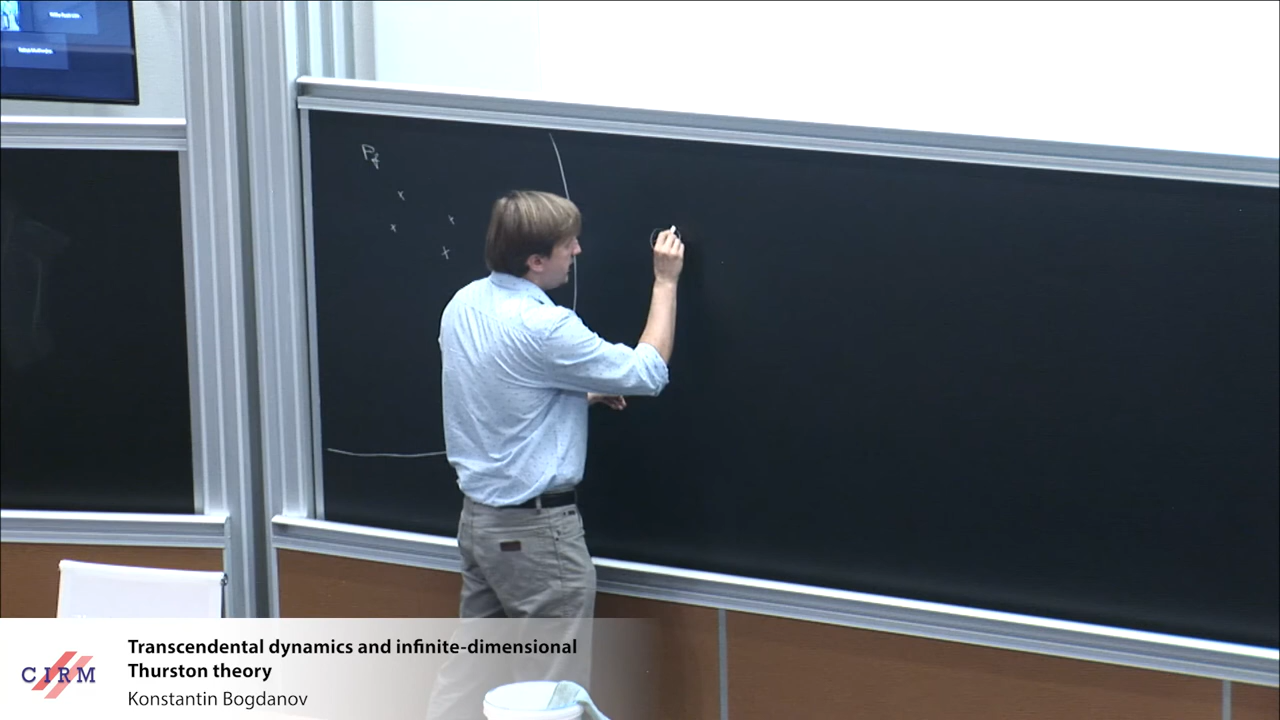 P_f
CIRM
Transcendental dynamics and infinite-dimensional
Thurston theory
Konstantin Bogdanov